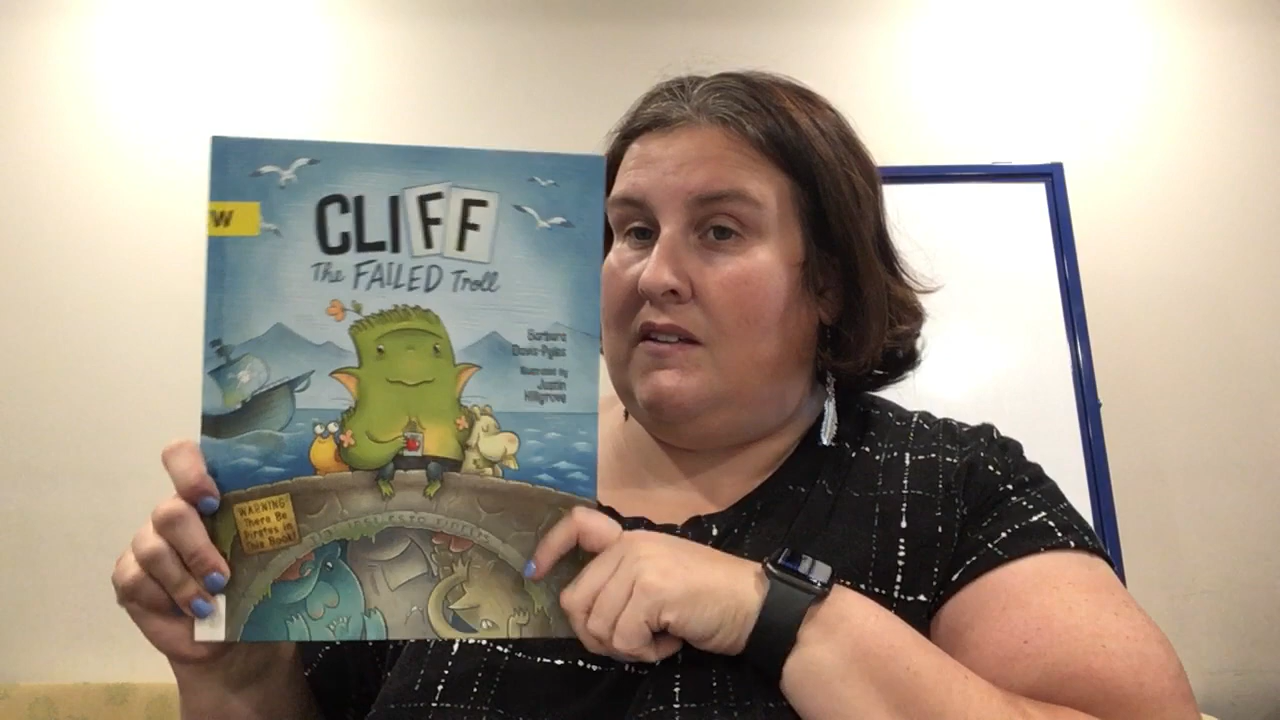 W
CLIFF
The FAILED Troll
Barbara
Davis-Pyles
Illustrated by
Justin
Hillgrove
WARNING!
There Be
Pirates in
This Book!